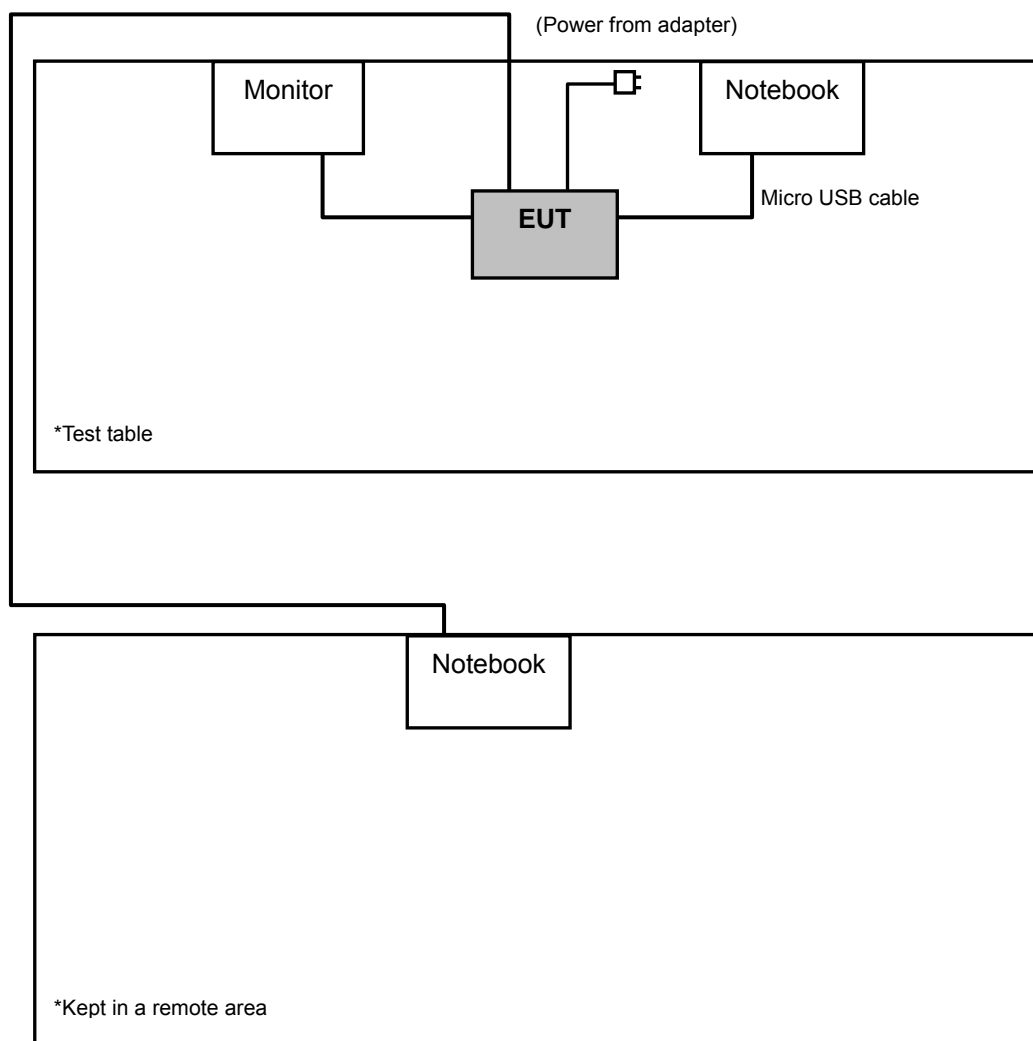 (Power from adapter)
Monitor
Notebook
Micro USB cable
EUT
*Test table
Notebook
*Kept in a remote area